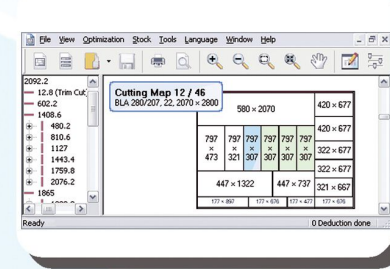 File View Optimization Stock Tools Language Window Help
2092.2
12.8 (Trim Cut)
602.2
1408.6
480.2
810.6
1127
1443.4
1759.8
2076.2
1865
Cutting Map 12 / 46
BLA 280/207, 22, 2070 × 2800
580 × 2070
420 × 677
420 × 677
797 × 473
797 × 321
797 × 307
797 × 307
797 × 307
797 × 307
322 × 677
322 × 677
447 × 1322
447 × 737
321 × 667
177 × 897
177 × 676
177 × 477
177 × 676
Ready
0 Deduction done